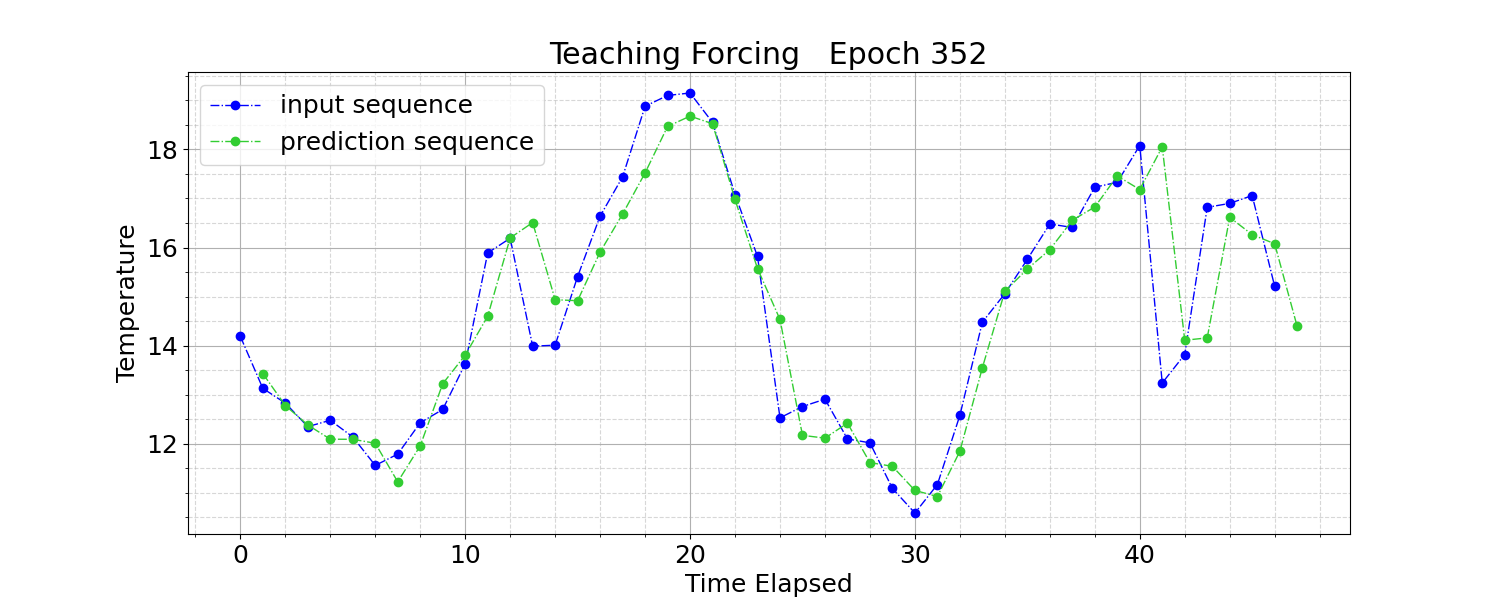 Teaching Forcing   Epoch 352
input sequence
prediction sequence
18
16
14
12
Temperature
0 10 20 30 40
Time Elapsed